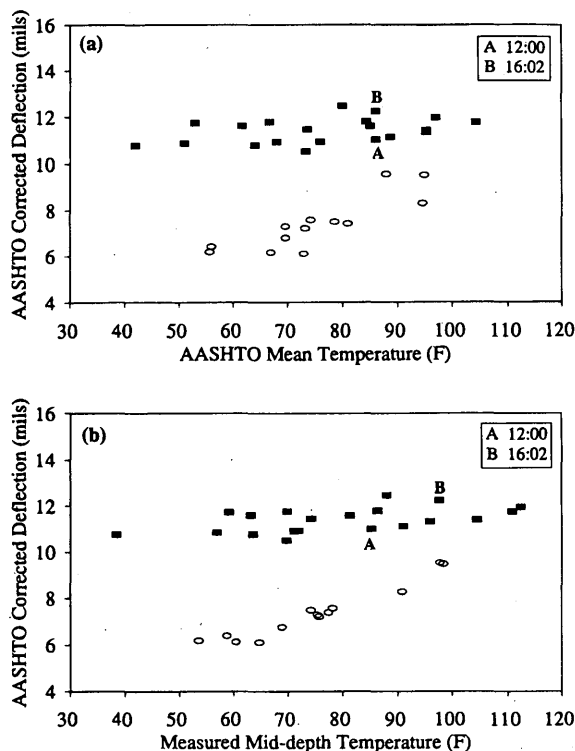 (a)
A 12:00
B 16:02
AASHTO Corrected Deflection (mils)
16
14
12
10
8
6
4
B
A
30 40 50 60 70 80 90 100 110 120
AASHTO Mean Temperature (F)
(b)
A 12:00
B 16:02
AASHTO Corrected Deflection (mils)
16
14
12
10
8
6
4
B
A
30 40 50 60 70 80 90 100 110 120
Measured Mid-depth Temperature (F)